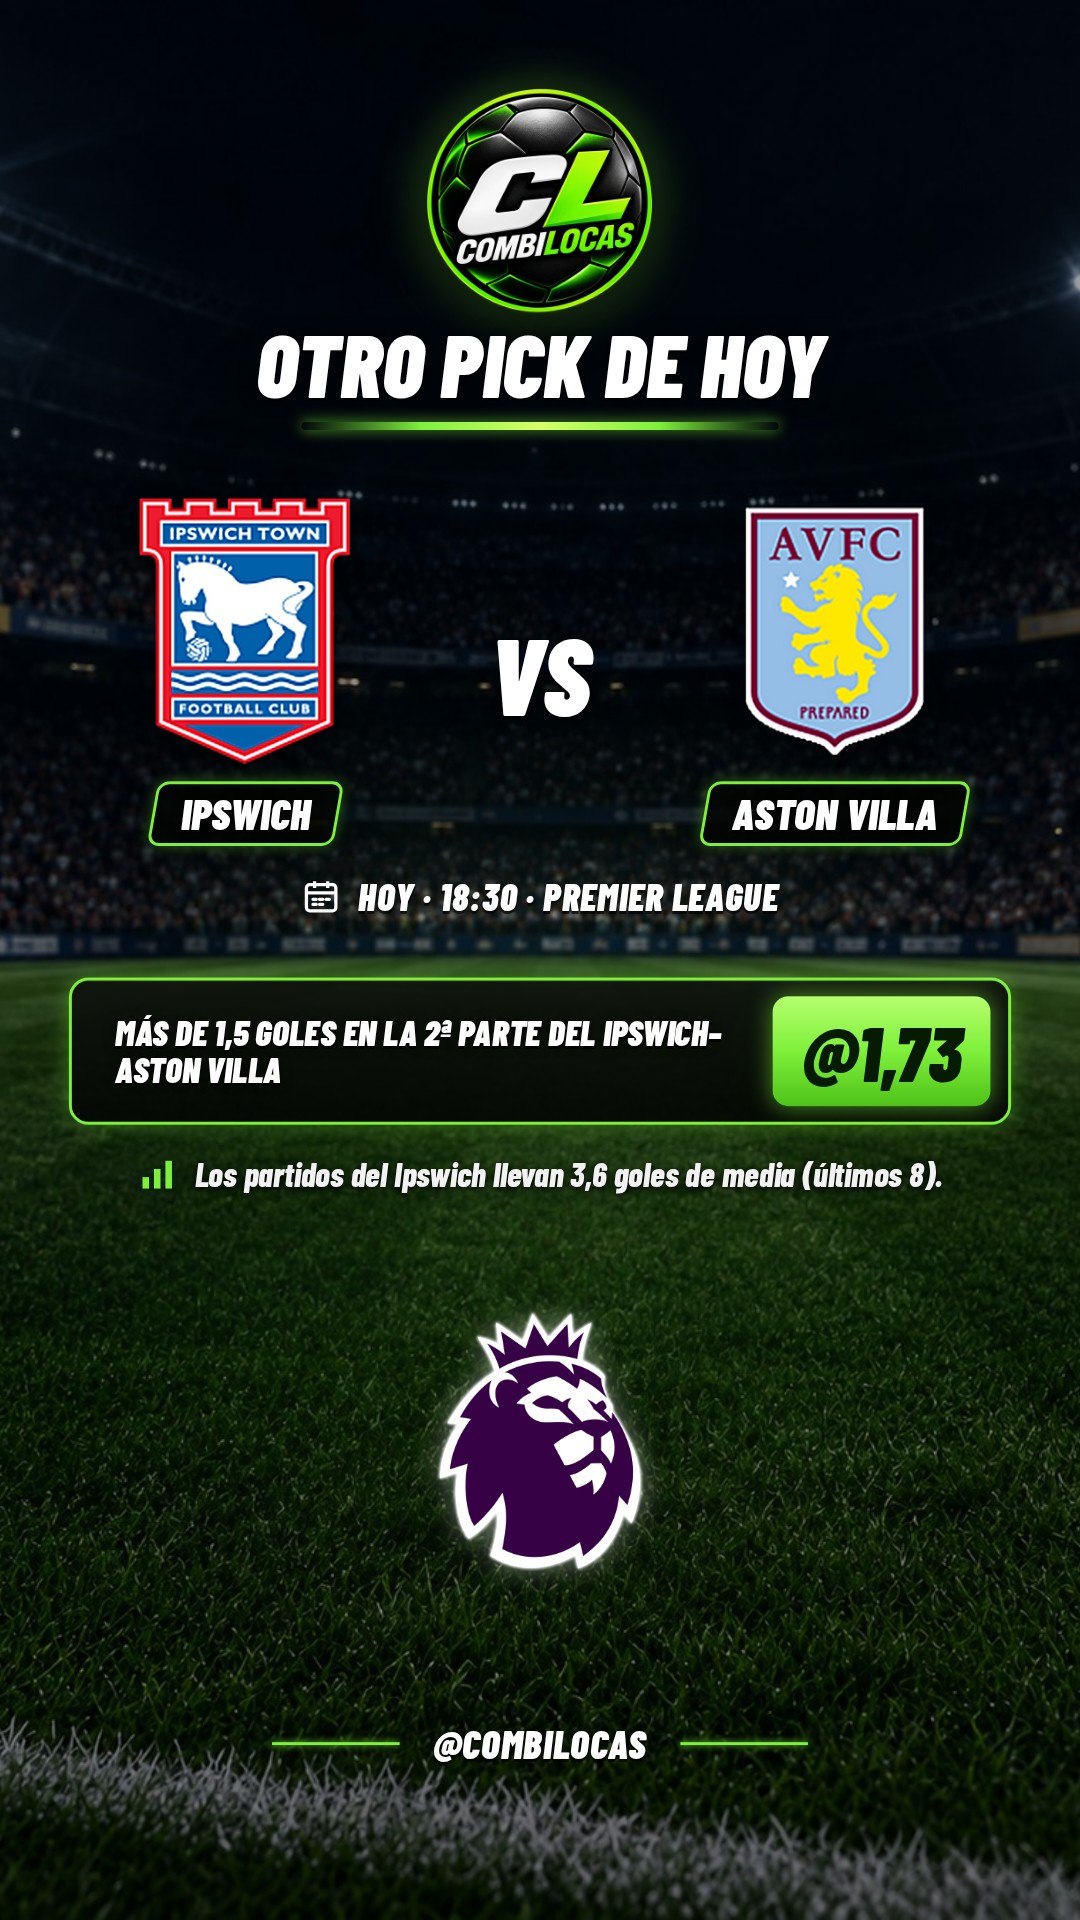 CL
COMBILOCAS
OTRO PICK DE HOY
IPSWICH TOWN
FOOTBALL CLUB
AVFC
PREPARED
VS
IPSWICH
ASTON VILLA
HOY · 18:30 · PREMIER LEAGUE
MÁS DE 1,5 GOLES EN LA 2ª PARTE DEL IPSWICH-
ASTON VILLA
@1,73
Los partidos del Ipswich llevan 3,6 goles de media (últimos 8).
@COMBILOCAS